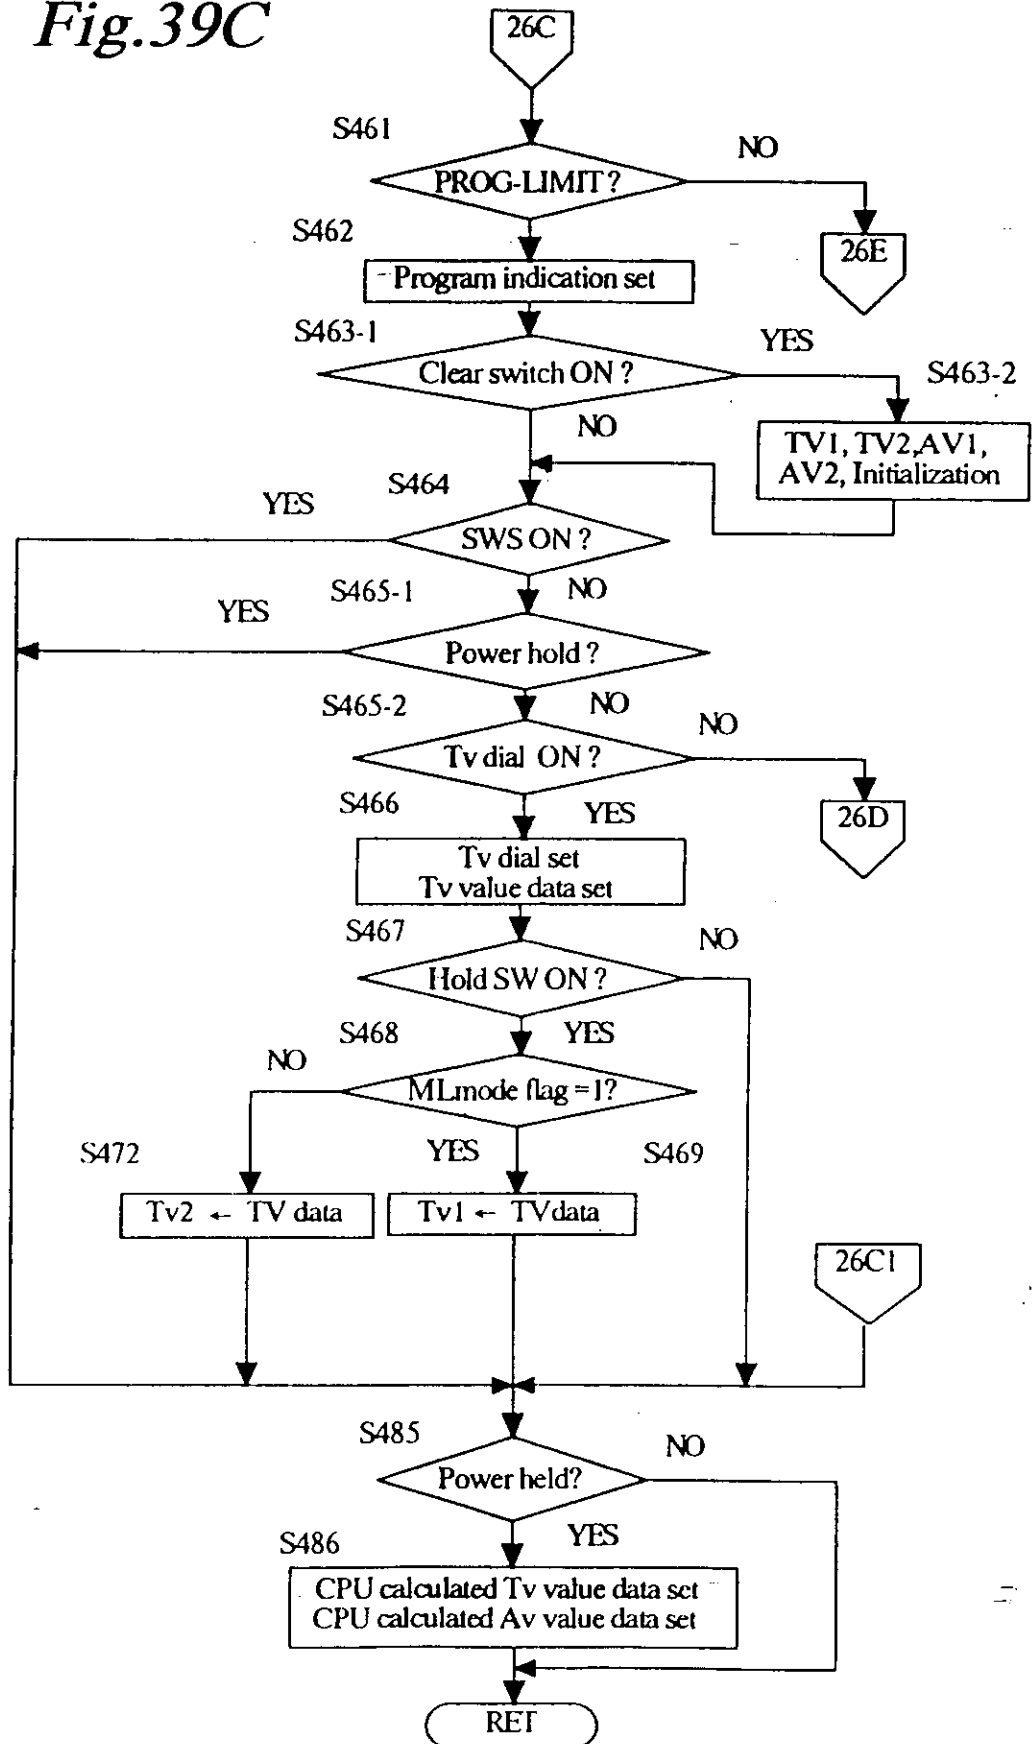 Fig.39C
26C
S461
NO
PROG-LIMIT?
S462
26E
Program indication set
S463-1
YES
Clear switch ON ?
S463-2
NO
TV1, TV2,AV1,
AV2, Initialization
S464
YES
SWS ON ?
S465-1
NO
YES
Power hold ?
S465-2
NO
NO
Tv dial ON ?
S466
YES
26D
Tv dial set
Tv value data set
S467
NO
Hold SW ON ?
S468
YES
NO
MLmode flag =1?
S472
YES
S469
Tv2 ← TV data
Tv1 ← TVdata
26C1
S485
NO
Power held?
S486
YES
CPU calculated Tv value data set
CPU calculated Av value data set
RET